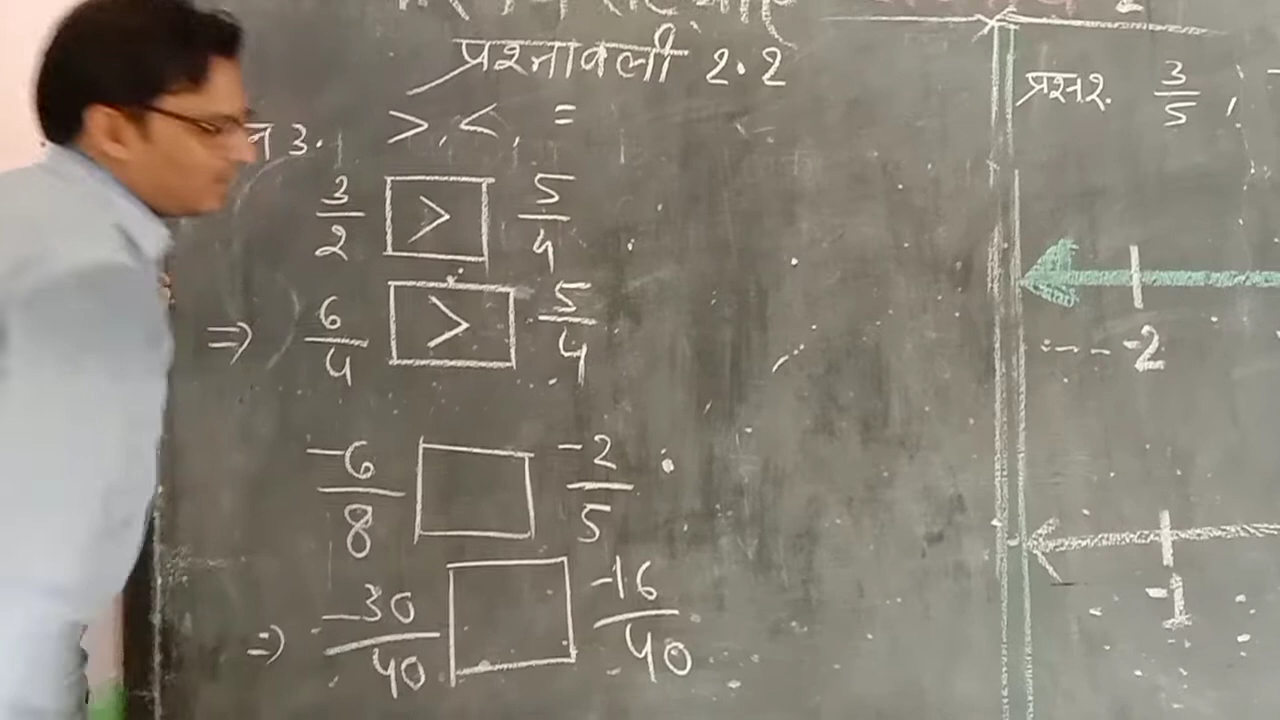 प्रश्नावली 2.2
3. >, <, =
3/2 > 5/4
=> 6/4 > 5/4
-6/8 □ -2/5
=> -30/40 □ -16/40
प्रश्न२. 3/5 ;
...-2
-1